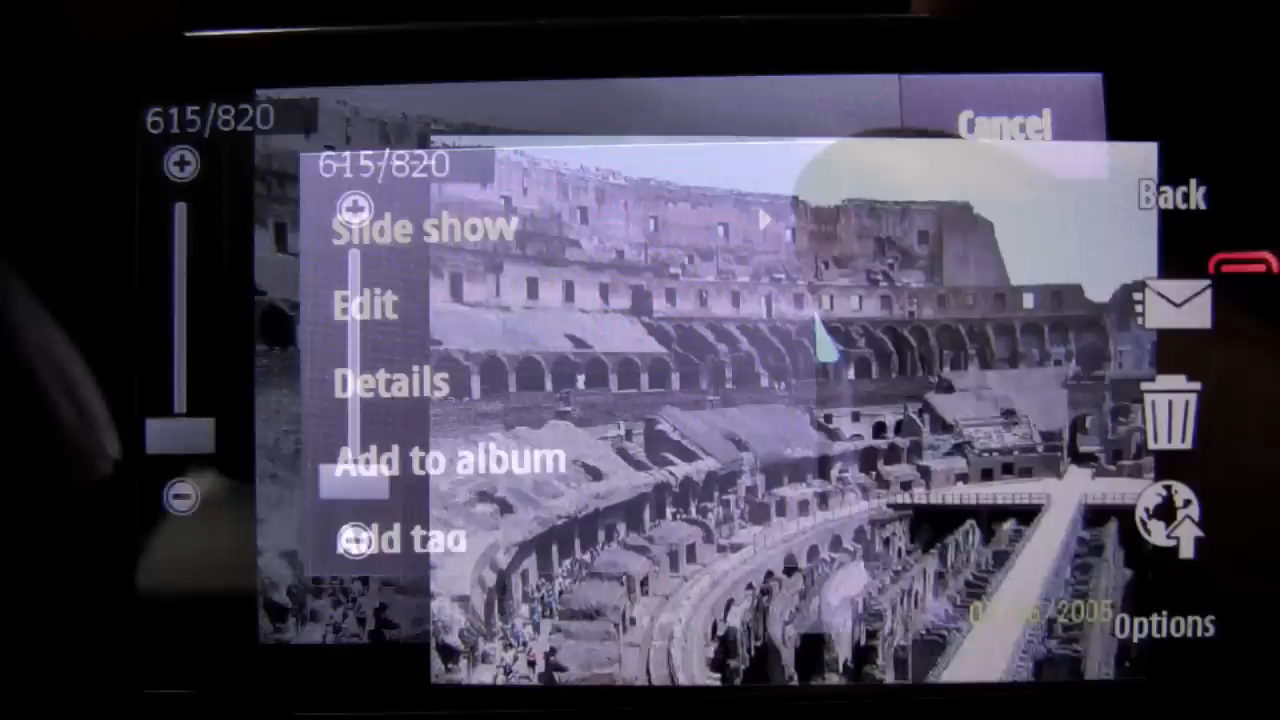 615/820
Cancel
615/820
Back
Slide show
Edit
Details
Add to album
Add tag
Options